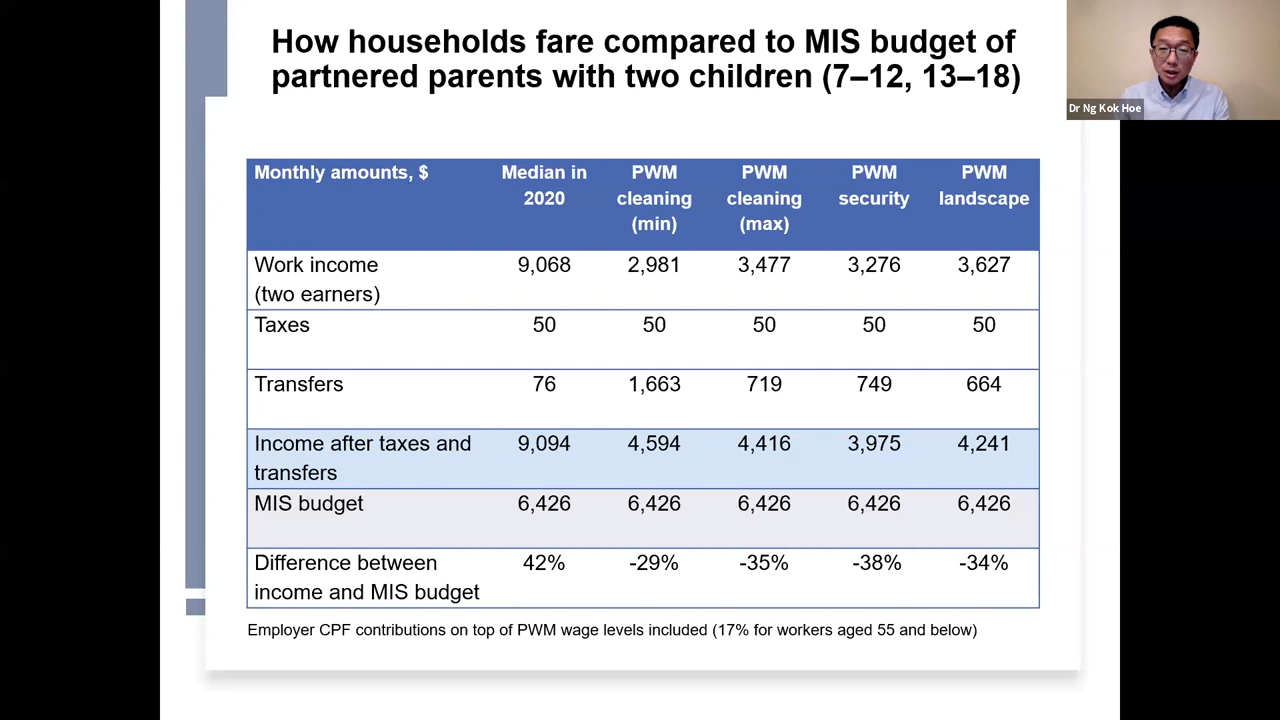 How households fare compared to MIS budget of
partnered parents with two children (7–12, 13–18)
Dr Ng Kok Hoe
Monthly amounts, $ Median in 2020 PWM cleaning (min) PWM cleaning (max) PWM security PWM landscape
Work income (two earners) 9,068 2,981 3,477 3,276 3,627
Taxes 50 50 50 50 50
Transfers 76 1,663 719 749 664
Income after taxes and transfers 9,094 4,594 4,416 3,975 4,241
MIS budget 6,426 6,426 6,426 6,426 6,426
Difference between income and MIS budget 42% -29% -35% -38% -34%
Employer CPF contributions on top of PWM wage levels included (17% for workers aged 55 and below)